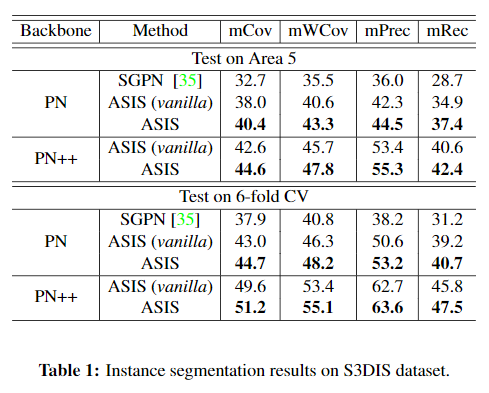 Backbone Method mCov mWCov mPrec mRec
Test on Area 5
SGPN [35] 32.7 35.5 36.0 28.7
PN ASIS (vanilla) 38.0 40.6 42.3 34.9
ASIS 40.4 43.3 44.5 37.4
PN++ ASIS (vanilla) 42.6 45.7 53.4 40.6
ASIS 44.6 47.8 55.3 42.4
Test on 6-fold CV
SGPN [35] 37.9 40.8 38.2 31.2
PN ASIS (vanilla) 43.0 46.3 50.6 39.2
ASIS 44.7 48.2 53.2 40.7
PN++ ASIS (vanilla) 49.6 53.4 62.7 45.8
ASIS 51.2 55.1 63.6 47.5
Table 1: Instance segmentation results on S3DIS dataset.